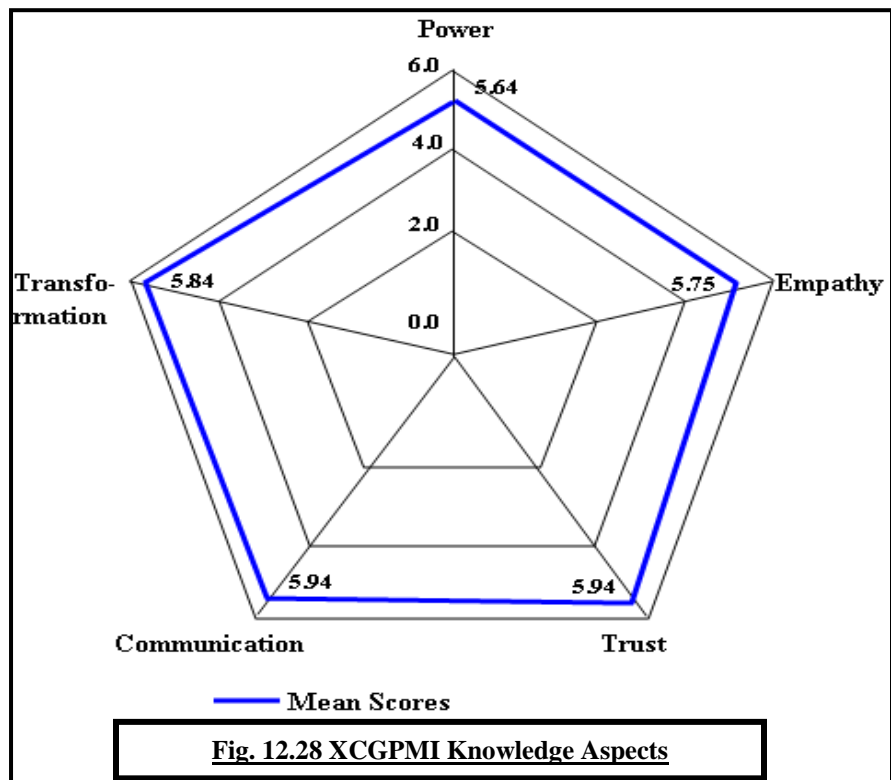 Power
6.0
5.64
4.0
2.0
Transfo-
rmation
5.84
5.75
Empathy
0.0
5.94
5.94
Communication
Trust
Mean Scores
Fig. 12.28 XCGPMI Knowledge Aspects